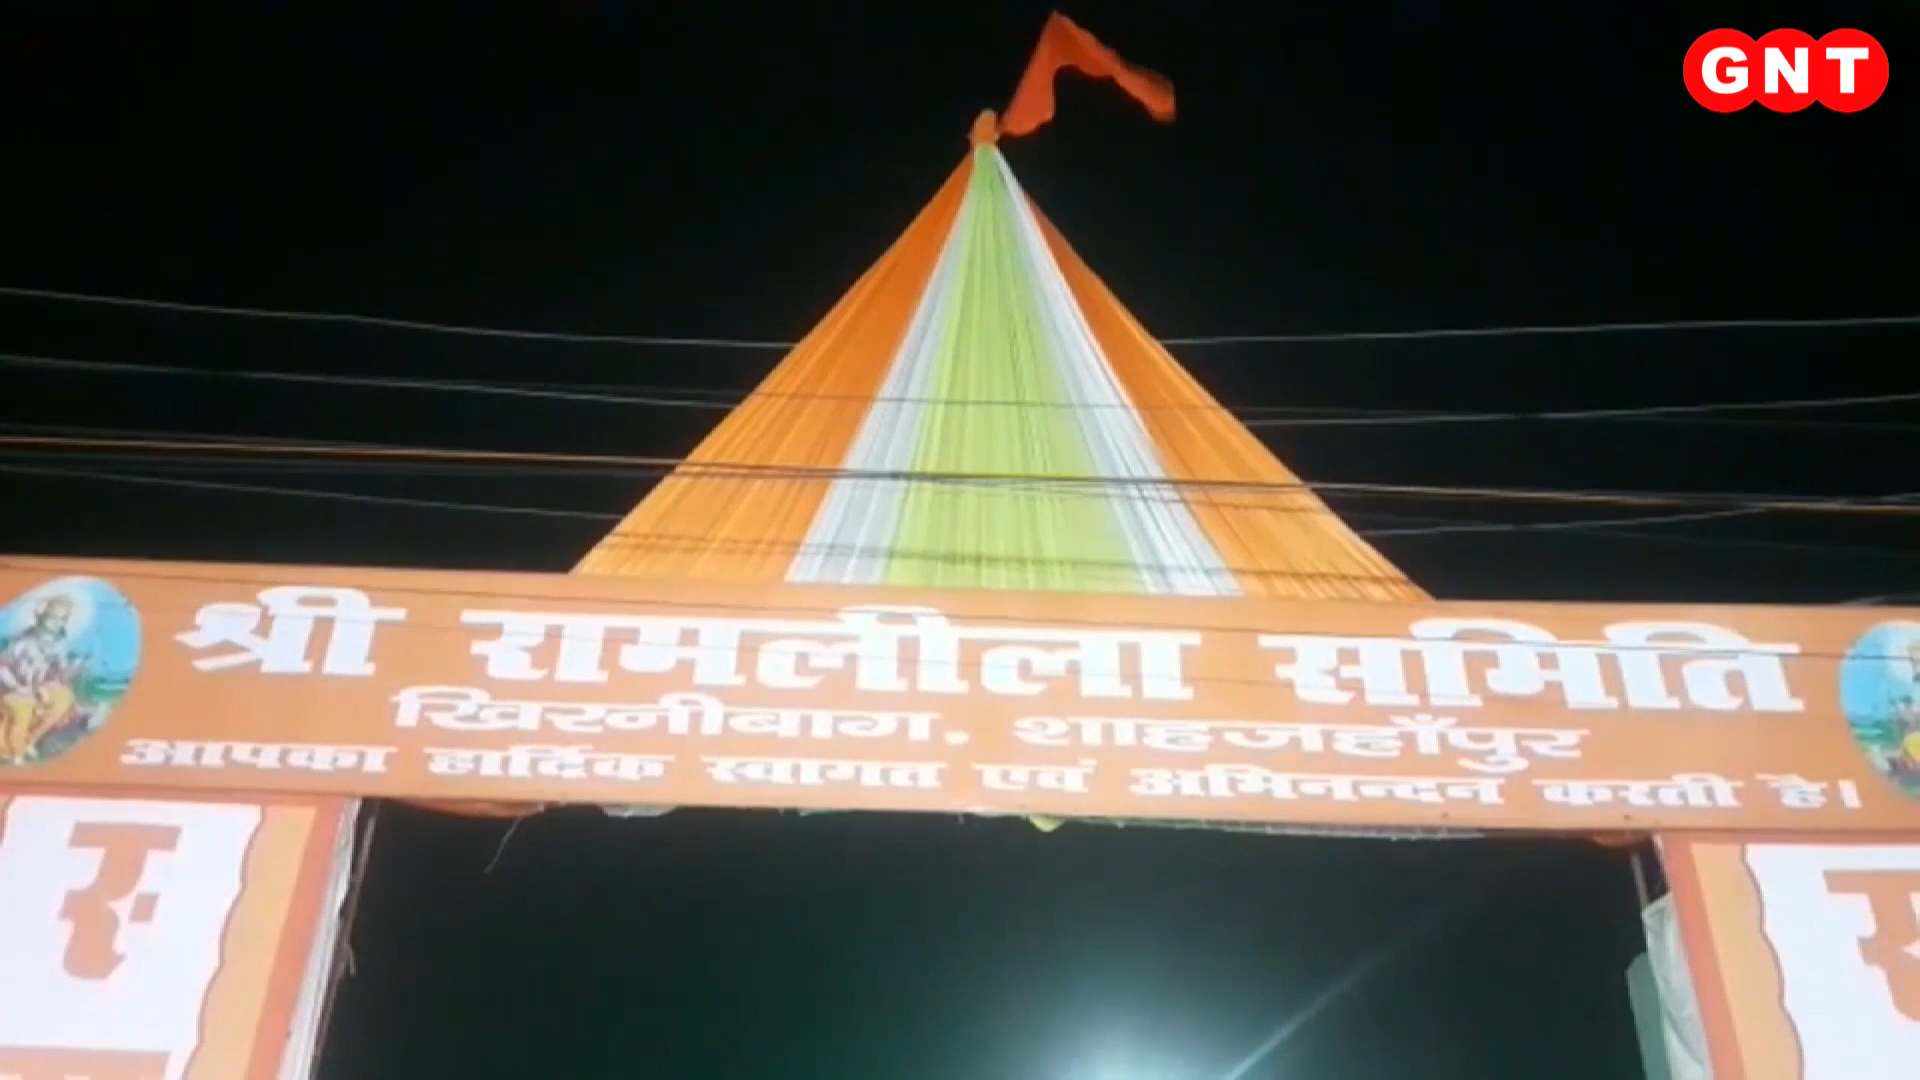 GNT
श्री रामलीला समिति
खिरनीबाग, शाहजहाँपुर
आपका हार्दिक स्वागत एवं अभिनन्दन करती है।